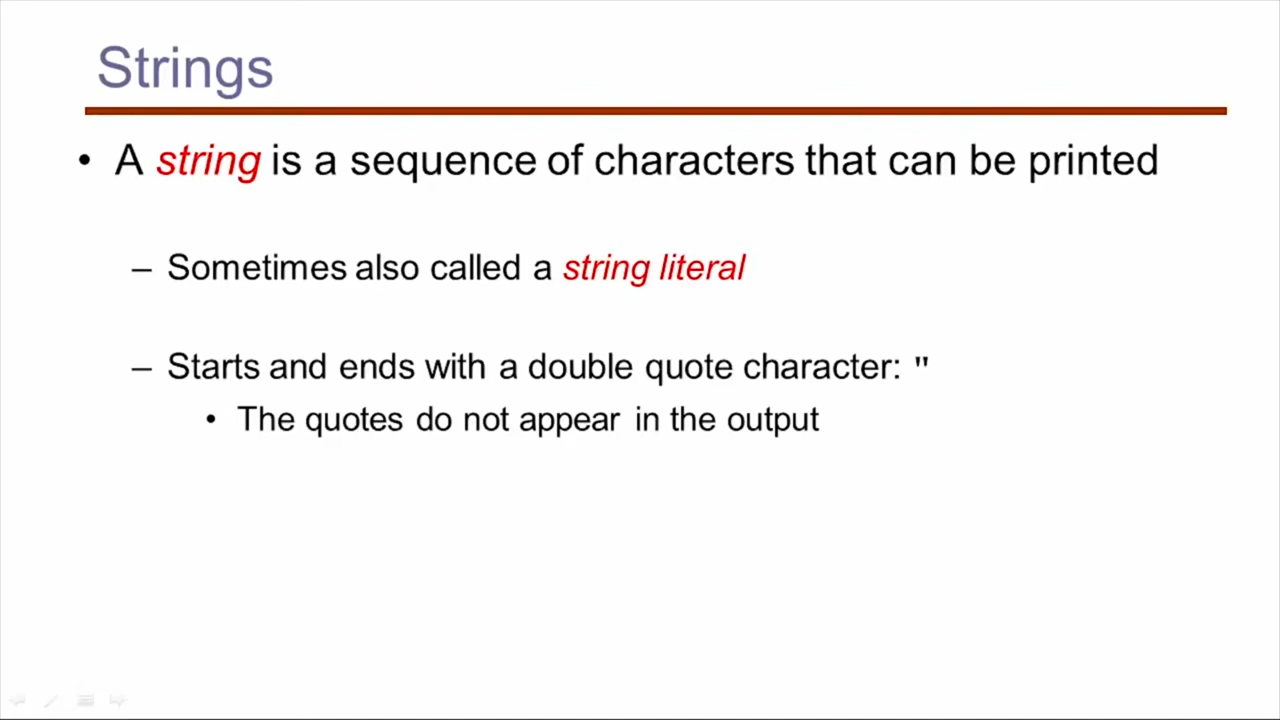 Strings
• A string is a sequence of characters that can be printed
– Sometimes also called a string literal
– Starts and ends with a double quote character: "
• The quotes do not appear in the output